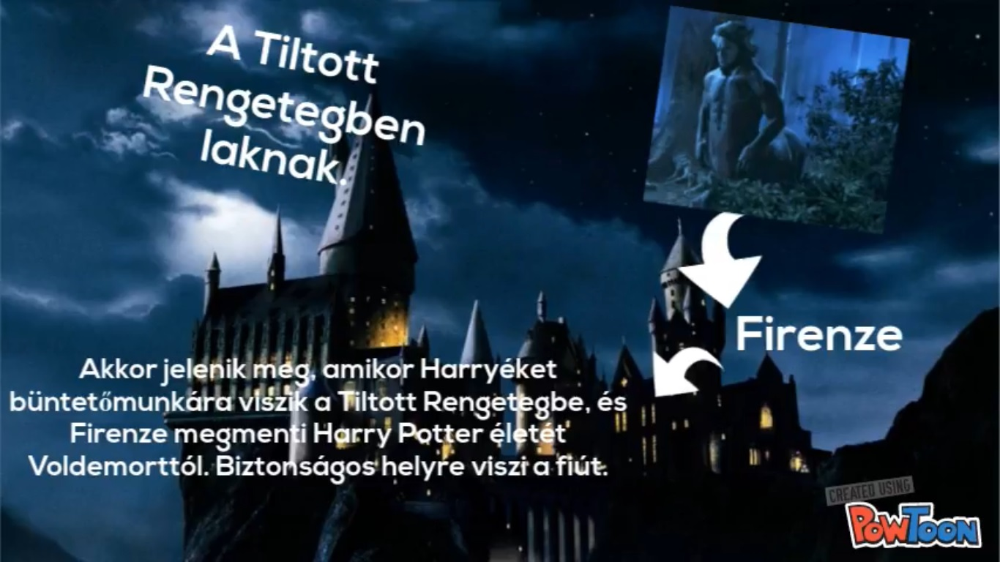 A Tiltott
Rengetegben
laknak.
Firenze
Akkor jelenik meg, amikor Harryéket
büntetőmunkára viszik a Tiltott Rengetegbe, és
Firenze megmenti Harry Potter életét
Voldemorttól. Biztonságos helyre viszi a fiút.
CREATED USING
POWTOON